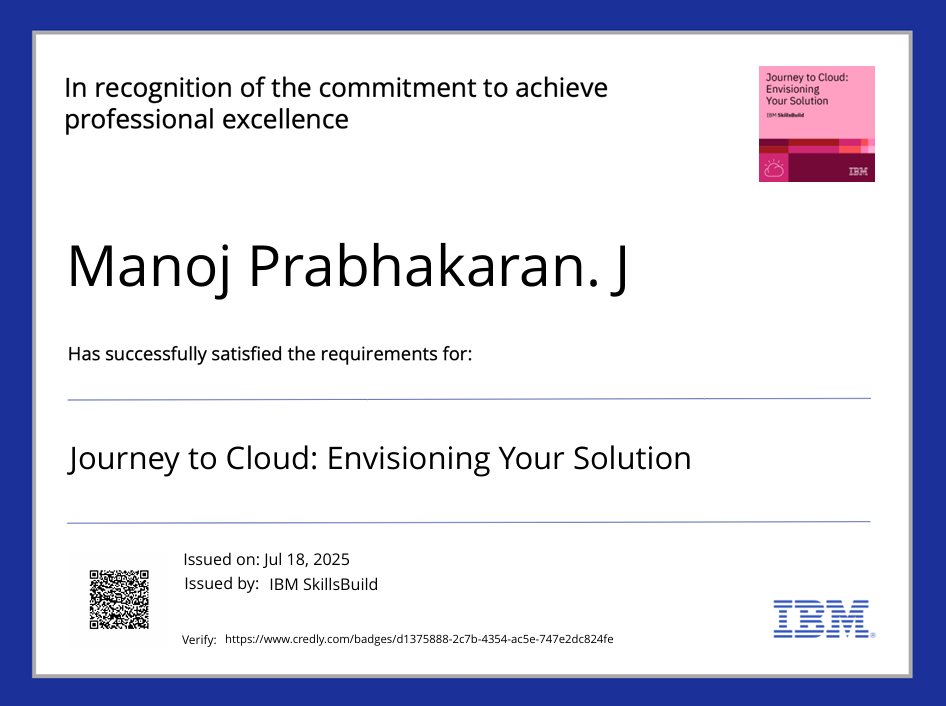 In recognition of the commitment to achieve
professional excellence
Journey to Cloud:
Envisioning
Your Solution
IBM SkillsBuild
IBM
Manoj Prabhakaran. J
Has successfully satisfied the requirements for:
Journey to Cloud: Envisioning Your Solution
Issued on: Jul 18, 2025
Issued by: IBM SkillsBuild
Verify: https://www.credly.com/badges/d1375888-2c7b-4354-ac5e-747e2dc824fe
IBM®